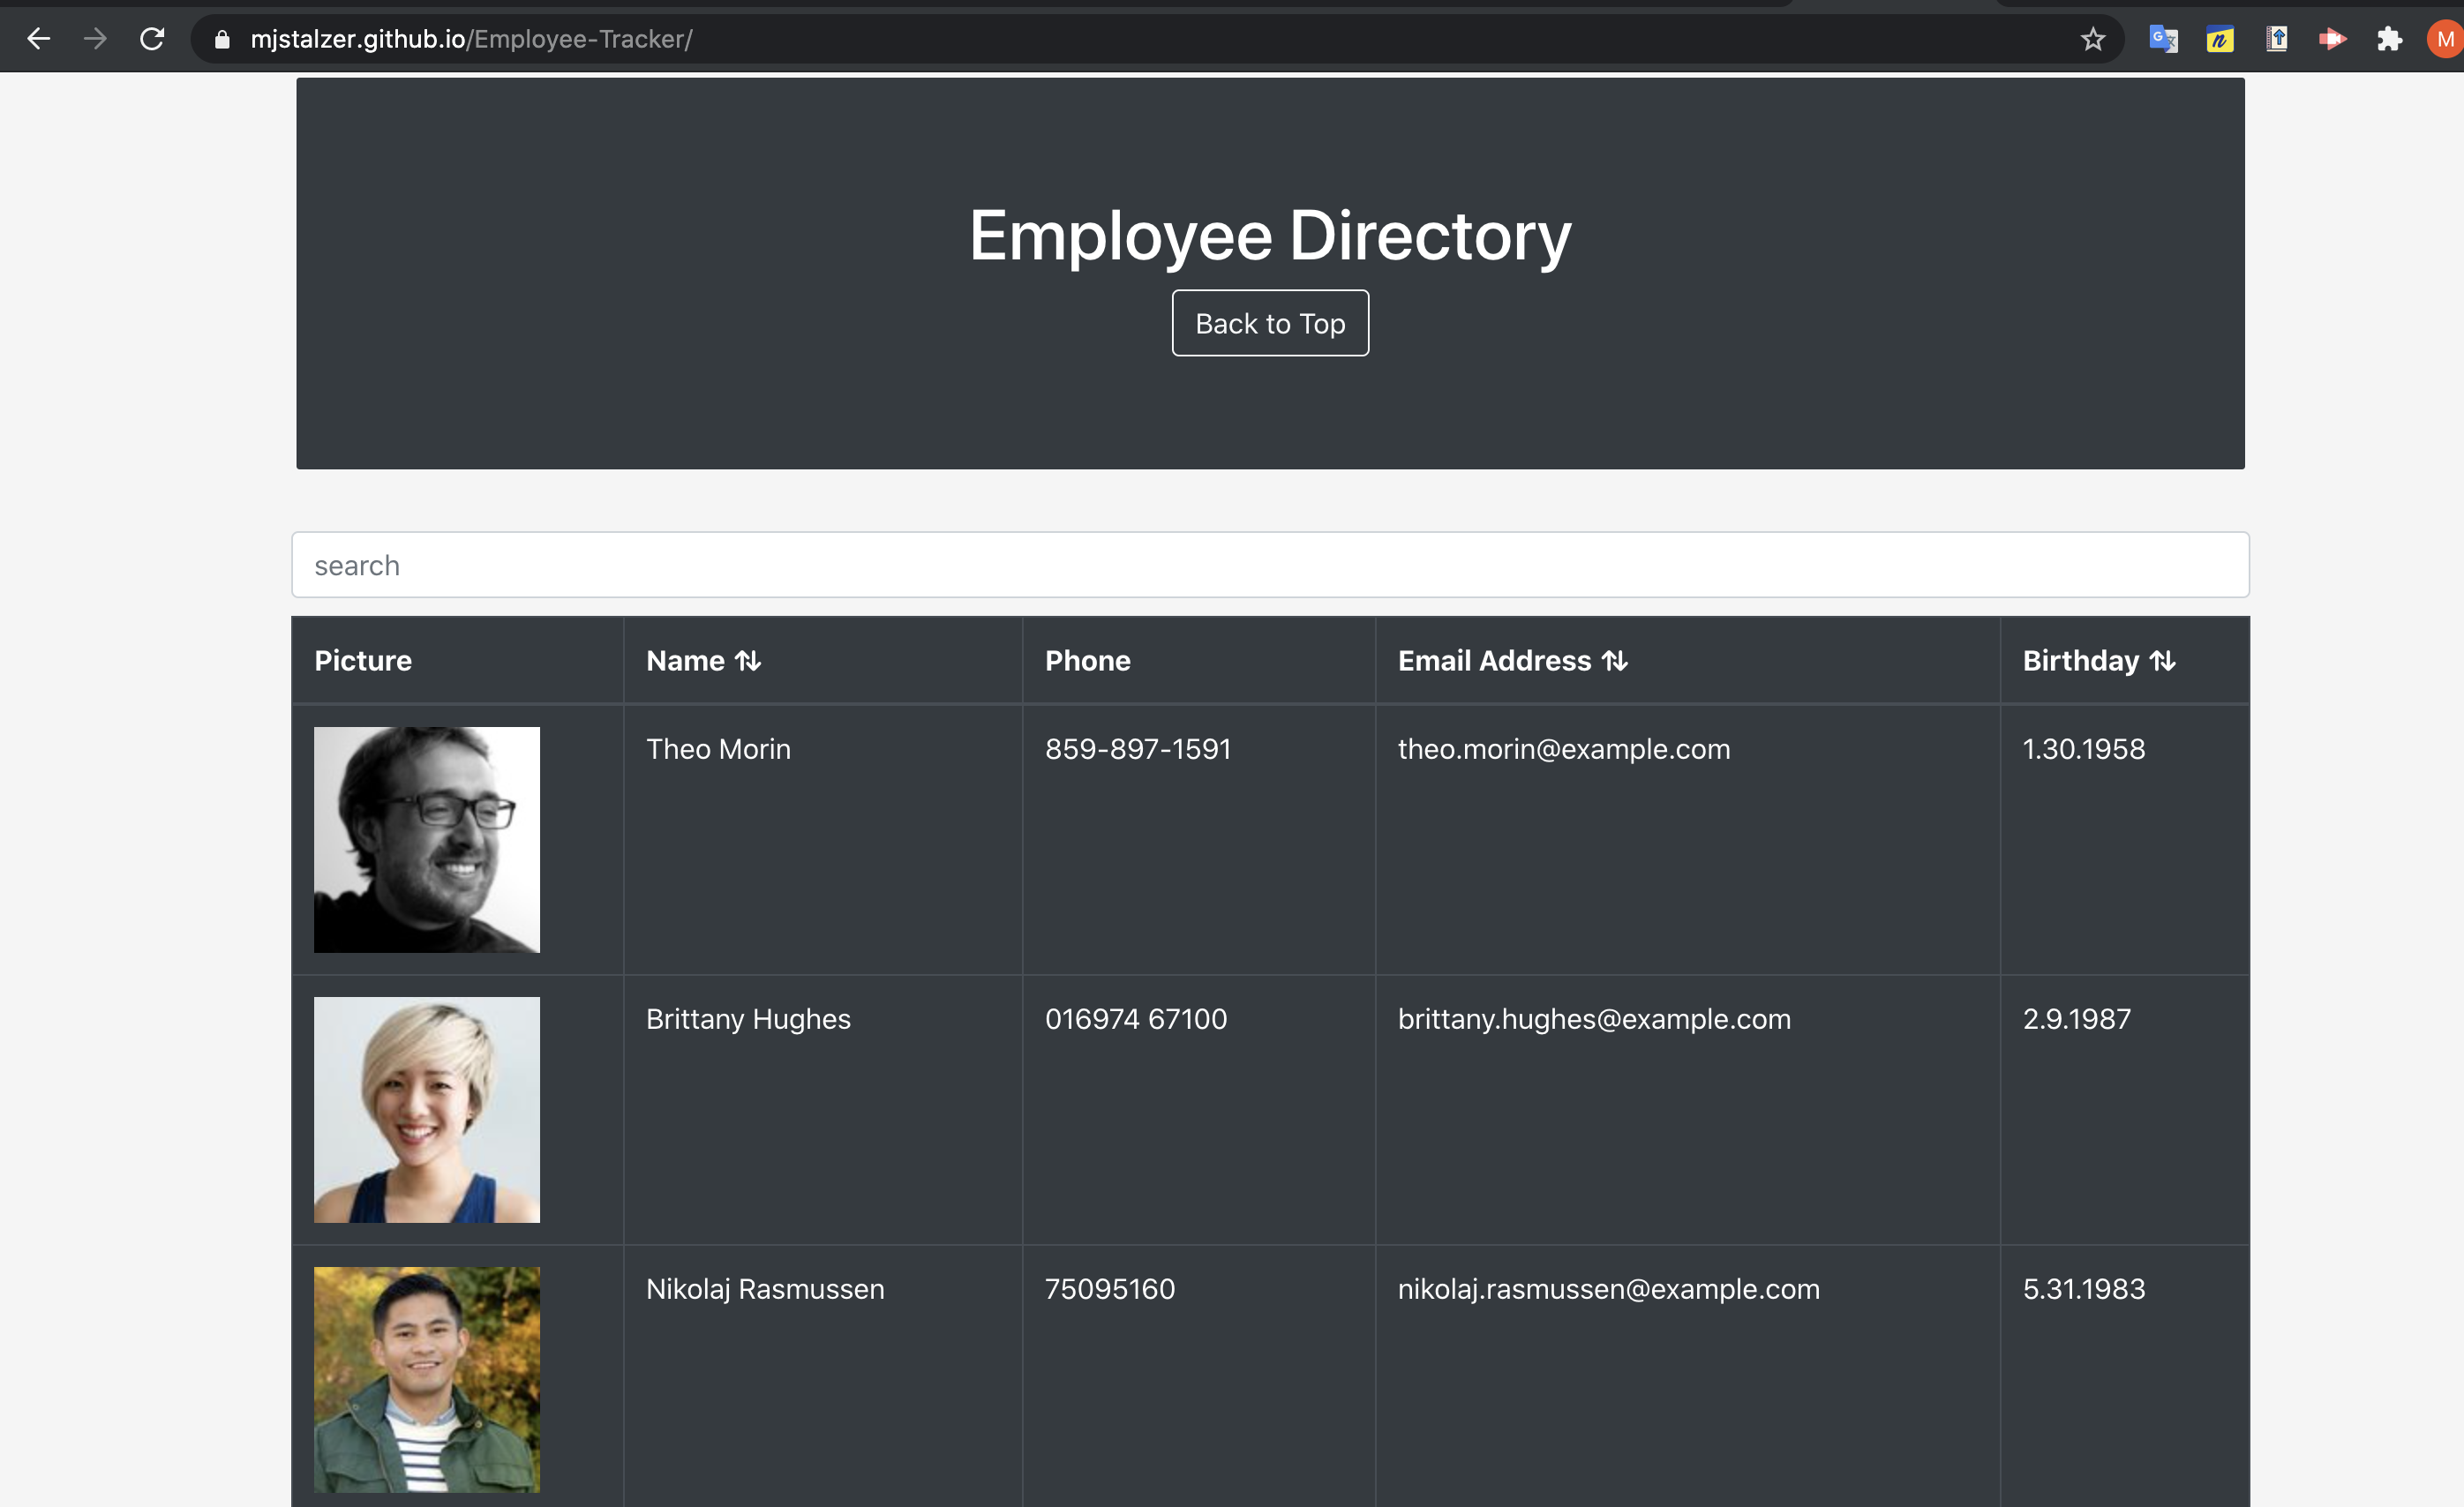 mjstalzer.github.io/Employee-Tracker/
M
Employee Directory
Back to Top
search
Picture Name Phone Email Address Birthday
Theo Morin 859-897-1591 theo.morin@example.com 1.30.1958
Brittany Hughes 016974 67100 brittany.hughes@example.com 2.9.1987
Nikolaj Rasmussen 75095160 nikolaj.rasmussen@example.com 5.31.1983